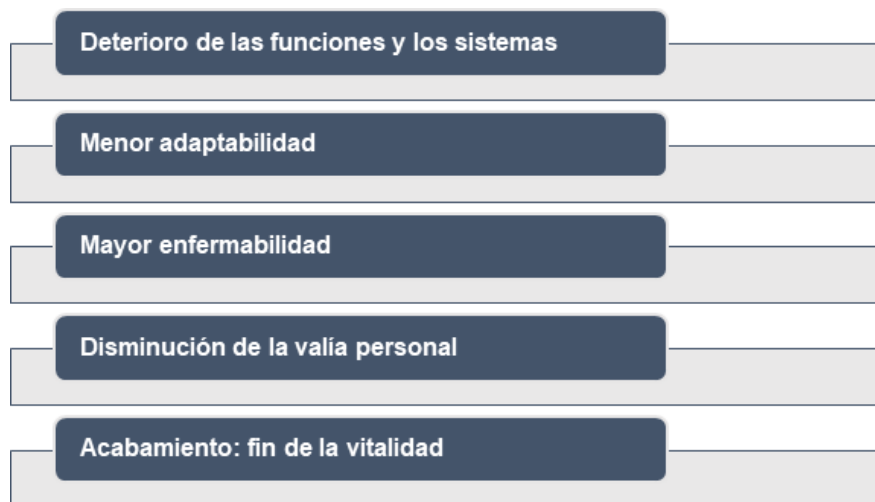 Deterioro de las funciones y los sistemas
Menor adaptabilidad
Mayor enfermabilidad
Disminución de la valía personal
Acabamiento: fin de la vitalidad